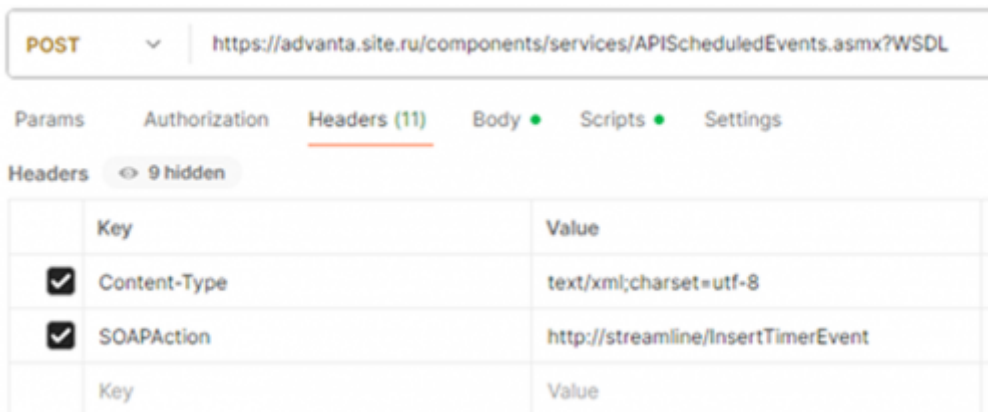 POST https://advanta.site.ru/components/services/APIScheduledEvents.asmx?WSDL
Params Authorization Headers (11) Body Scripts Settings
Headers 9 hidden
Key Value
Content-Type text/xml;charset=utf-8
SOAPAction http://streamline/InsertTimerEvent
Key Value